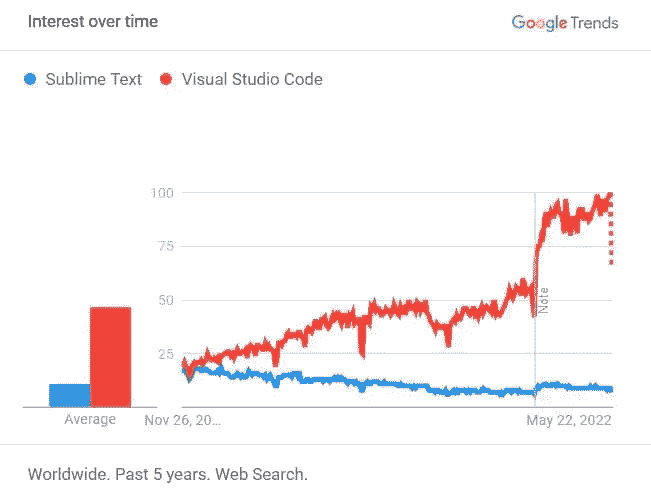 Interest over time
Google Trends
Sublime Text Visual Studio Code
100
75
50
25
Note
Average
Nov 26, 20...
May 22, 2022
Worldwide. Past 5 years. Web Search.